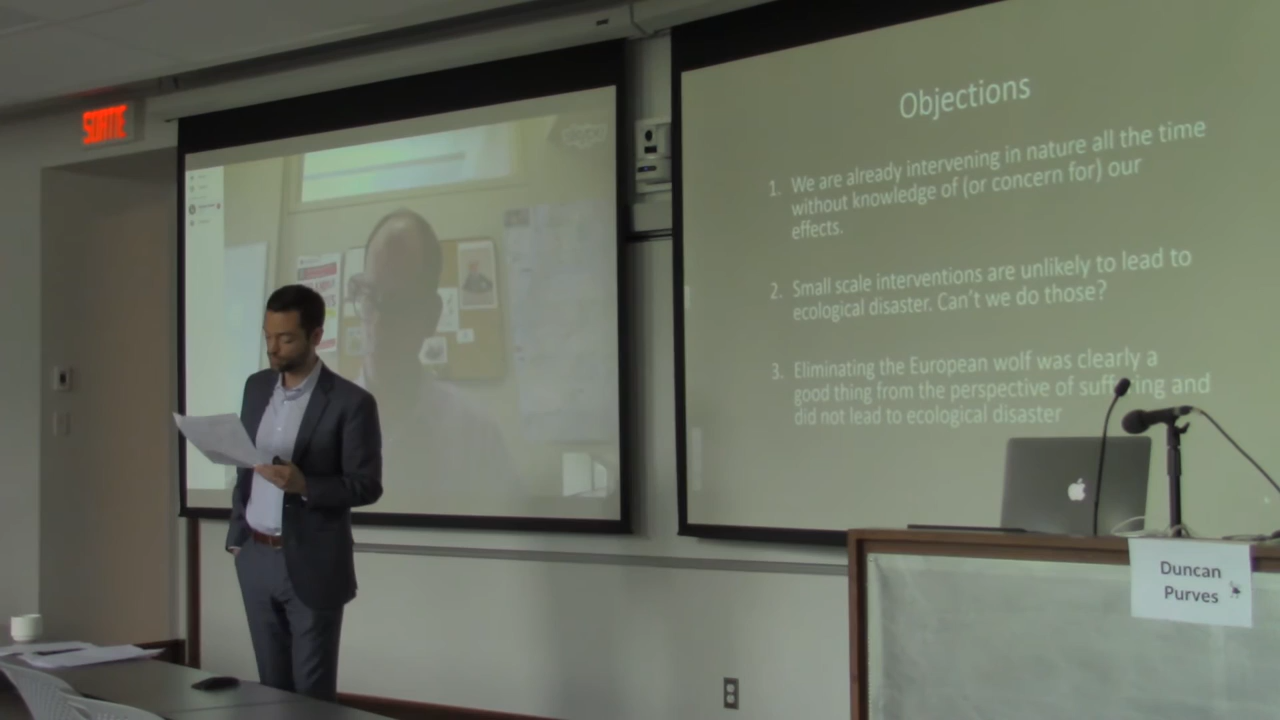 SORTIE
skype
Objections
1. We are already intervening in nature all the time
without knowledge of (or concern for) our
effects.
2. Small scale interventions are unlikely to lead to
ecological disaster. Can't we do those?
3. Eliminating the European wolf was clearly a
good thing from the perspective of suffering and
did not lead to ecological disaster
Duncan
Purves